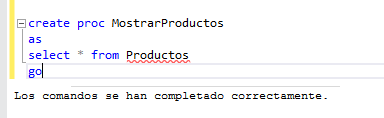 create proc MostrarProductos
as
select * from Productos
go
Los comandos se han completado correctamente.